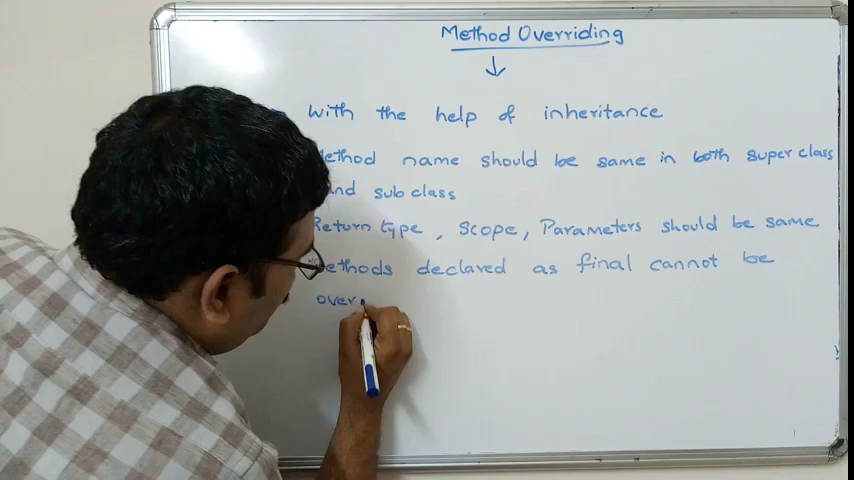 Method Overriding
With the help of inheritance
Method name should be same in both super class
and sub class
Return type, Scope, Parameters should be same
Methods declared as final cannot be
over